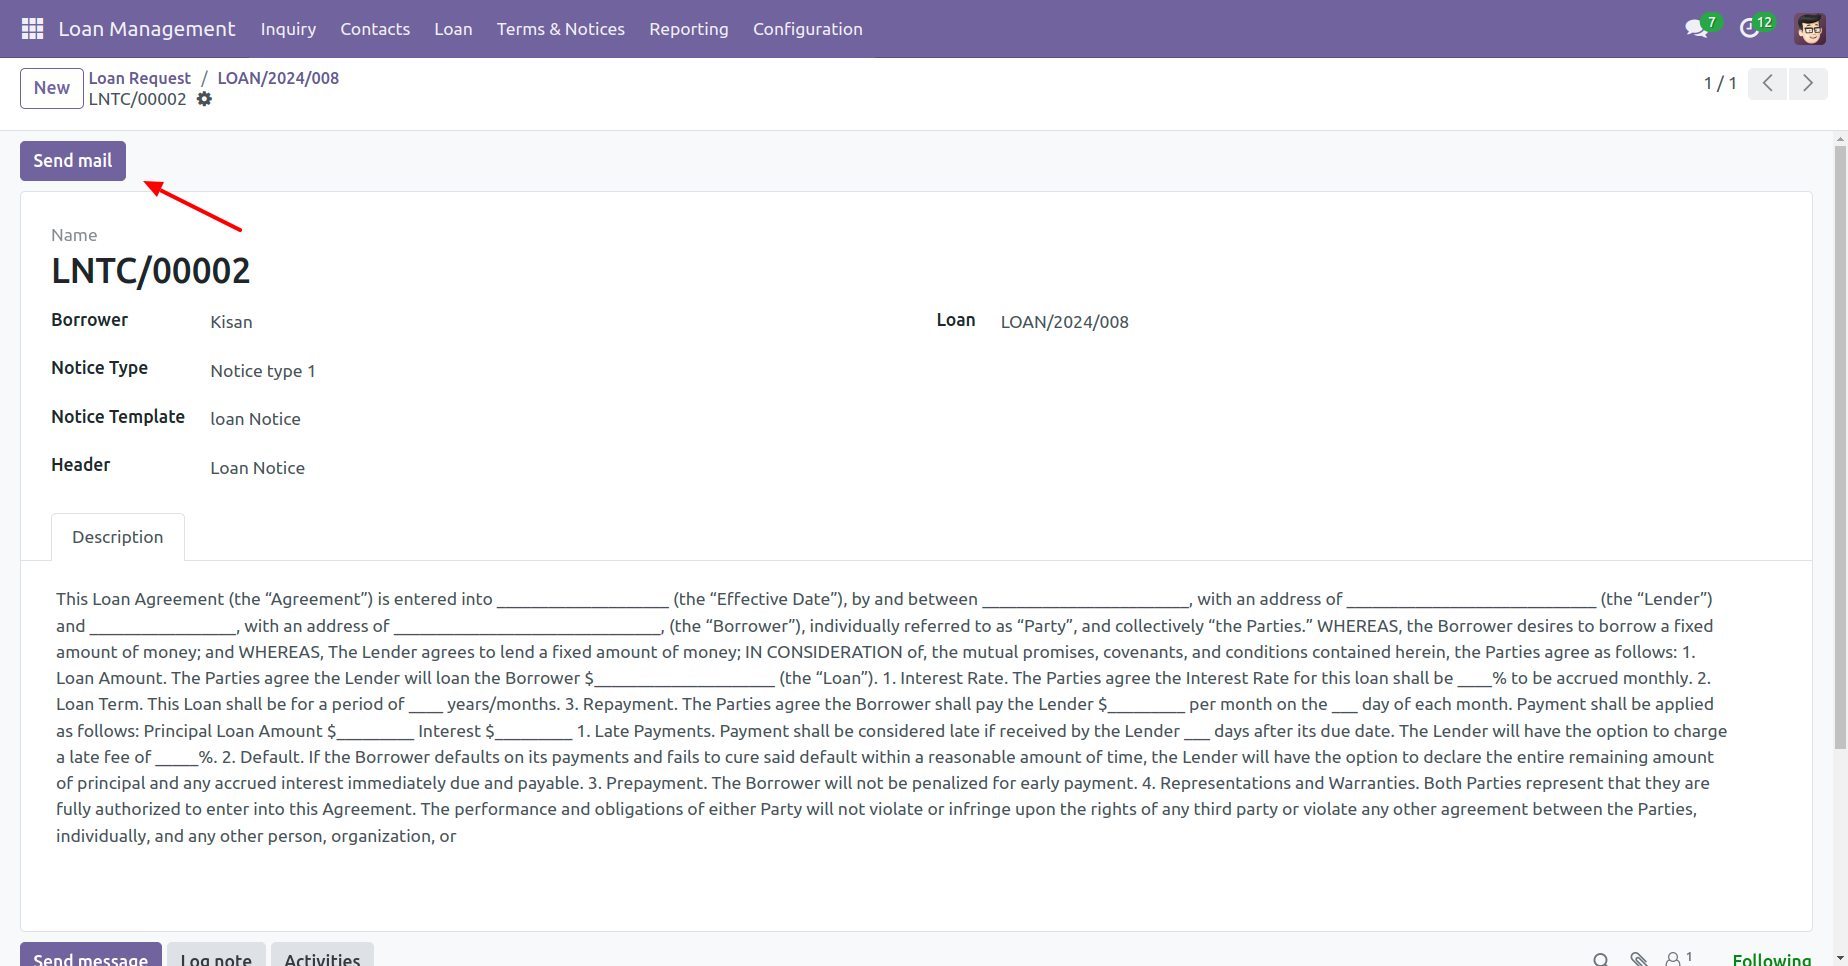 Loan Management Inquiry Contacts Loan Terms & Notices Reporting Configuration 7 12
New Loan Request / LOAN/2024/008
LNTC/00002
1 / 1
Send mail
Name
LNTC/00002
Borrower Kisan Loan LOAN/2024/008
Notice Type Notice type 1
Notice Template loan Notice
Header Loan Notice
Description
This Loan Agreement (the “Agreement”) is entered into ____________________ (the “Effective Date”), by and between ________________________, with an address of _____________________________ (the “Lender”)
and _________________, with an address of _______________________________, (the “Borrower”), individually referred to as “Party”, and collectively “the Parties.” WHEREAS, the Borrower desires to borrow a fixed
amount of money; and WHEREAS, The Lender agrees to lend a fixed amount of money; IN CONSIDERATION of, the mutual promises, covenants, and conditions contained herein, the Parties agree as follows: 1.
Loan Amount. The Parties agree the Lender will loan the Borrower $_____________________ (the “Loan”). 1. Interest Rate. The Parties agree the Interest Rate for this loan shall be ____% to be accrued monthly. 2.
Loan Term. This Loan shall be for a period of ____ years/months. 3. Repayment. The Parties agree the Borrower shall pay the Lender $_________ per month on the ___ day of each month. Payment shall be applied
as follows: Principal Loan Amount $_________ Interest $_________ 1. Late Payments. Payment shall be considered late if received by the Lender ___ days after its due date. The Lender will have the option to charge
a late fee of _____%. 2. Default. If the Borrower defaults on its payments and fails to cure said default within a reasonable amount of time, the Lender will have the option to declare the entire remaining amount
of principal and any accrued interest immediately due and payable. 3. Prepayment. The Borrower will not be penalized for early payment. 4. Representations and Warranties. Both Parties represent that they are
fully authorized to enter into this Agreement. The performance and obligations of either Party will not violate or infringe upon the rights of any third party or violate any other agreement between the Parties,
individually, and any other person, organization, or
Send message Log note Activities 1 Following